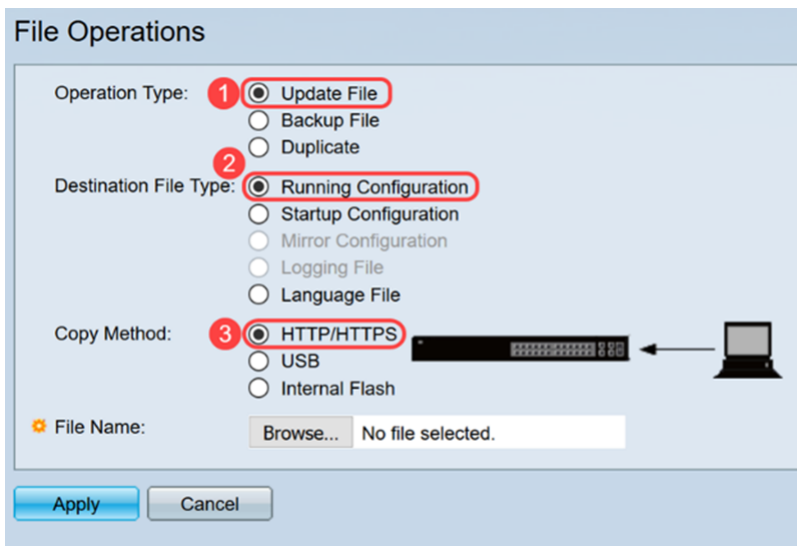 File Operations
Operation Type: 1 Update File
Backup File
Duplicate
2
Destination File Type: Running Configuration
Startup Configuration
Mirror Configuration
Logging File
Language File
Copy Method: 3 HTTP/HTTPS
USB
Internal Flash
File Name: Browse... No file selected.
Apply Cancel